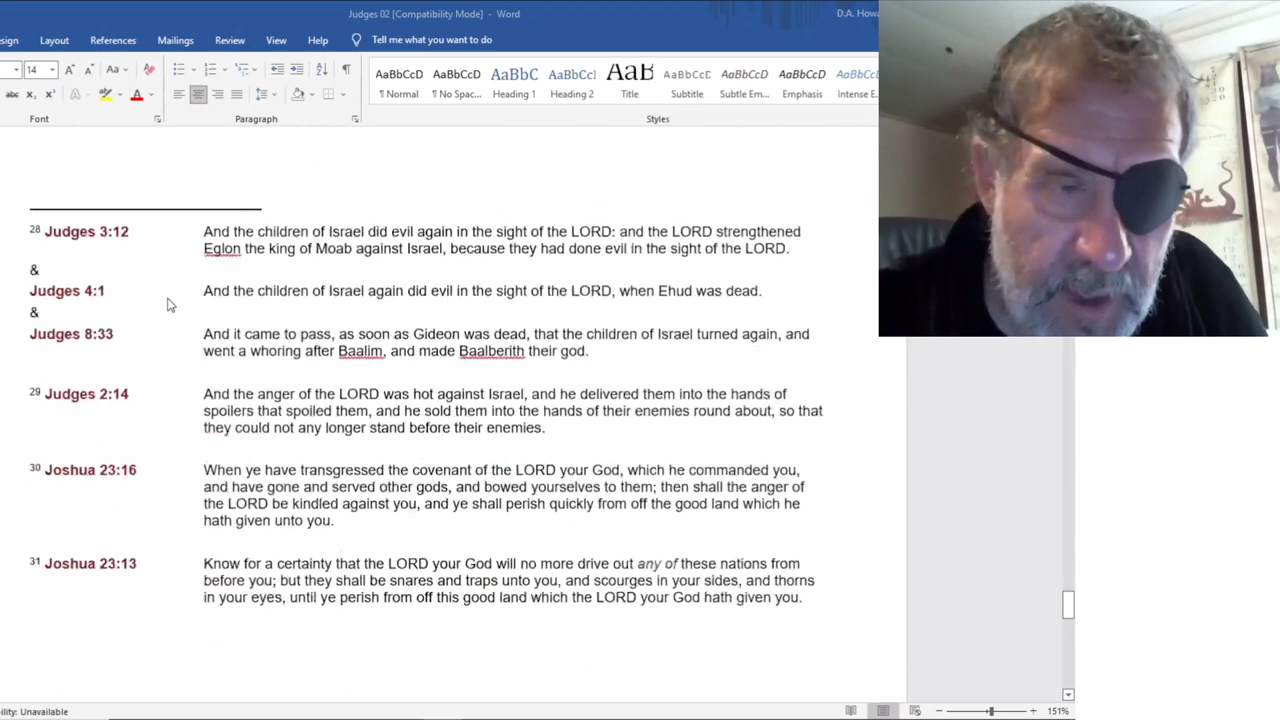 Judges 02 [Compatibility Mode] - Word
D.A. Howa
sign Layout References Mailings Review View Help Tell me what you want to do
14 Aa
AaBbCcD AaBbCcD AaBbC AaBbCcI AaB AaBbCcD AaBbCcD AaBbCcD AaBbCcD
abc X₂ X² A
¶ Normal ¶ No Spac... Heading 1 Heading 2 Title Subtitle Subtle Em... Emphasis Intense E...
Font Paragraph Styles
28 Judges 3:12 And the children of Israel did evil again in the sight of the LORD: and the LORD strengthened
Eglon the king of Moab against Israel, because they had done evil in the sight of the LORD.
&
Judges 4:1 And the children of Israel again did evil in the sight of the LORD, when Ehud was dead.
&
Judges 8:33 And it came to pass, as soon as Gideon was dead, that the children of Israel turned again, and
went a whoring after Baalim, and made Baalberith their god.
29 Judges 2:14 And the anger of the LORD was hot against Israel, and he delivered them into the hands of
spoilers that spoiled them, and he sold them into the hands of their enemies round about, so that
they could not any longer stand before their enemies.
30 Joshua 23:16 When ye have transgressed the covenant of the LORD your God, which he commanded you,
and have gone and served other gods, and bowed yourselves to them; then shall the anger of
the LORD be kindled against you, and ye shall perish quickly from off the good land which he
hath given unto you.
31 Joshua 23:13 Know for a certainty that the LORD your God will no more drive out any of these nations from
before you; but they shall be snares and traps unto you, and scourges in your sides, and thorns
in your eyes, until ye perish from off this good land which the LORD your God hath given you.
bility: Unavailable
151%